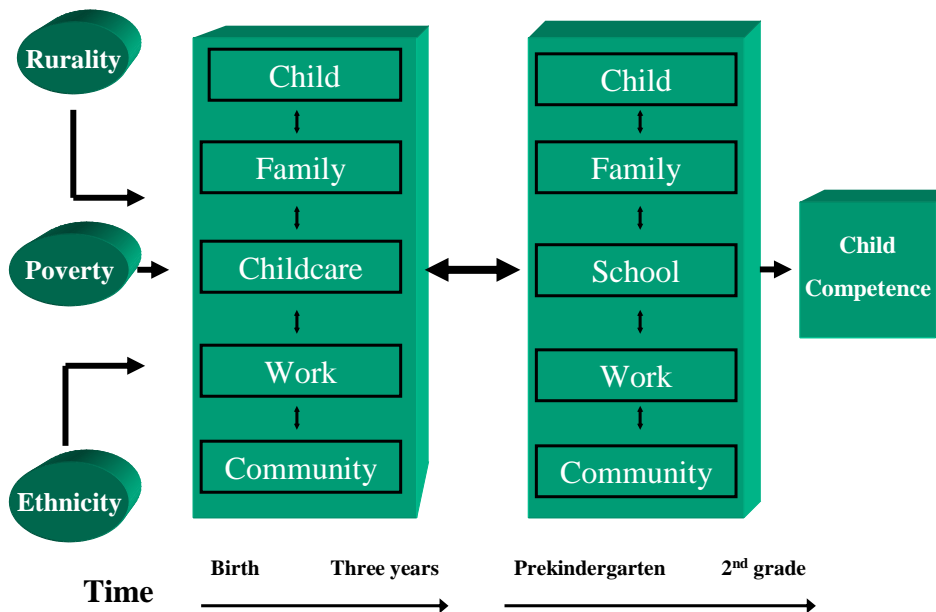 Rurality
Poverty
Ethnicity
Child
Family
Childcare
Work
Community
Child
Family
School
Work
Community
Child
Competence
Time
Birth Three years
Prekindergarten 2nd grade